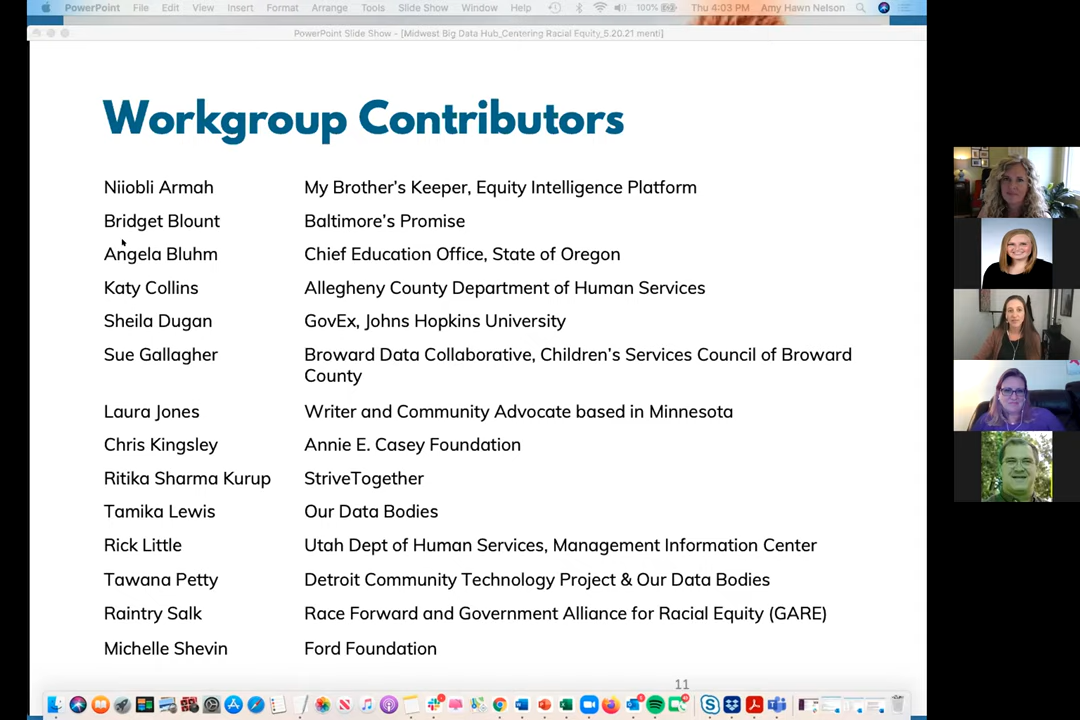 PowerPoint File Edit View Insert Format Arrange Tools Slide Show Window Help 100% Thu 4:03 PM Amy Hawn Nelson
PowerPoint Slide Show - [Midwest Big Data Hub_Centering Racial Equity_5.20.21 menti]
Workgroup Contributors
Niiobli Armah My Brother's Keeper, Equity Intelligence Platform
Bridget Blount Baltimore's Promise
Angela Bluhm Chief Education Office, State of Oregon
Katy Collins Allegheny County Department of Human Services
Sheila Dugan GovEx, Johns Hopkins University
Sue Gallagher Broward Data Collaborative, Children's Services Council of Broward
County
Laura Jones Writer and Community Advocate based in Minnesota
Chris Kingsley Annie E. Casey Foundation
Ritika Sharma Kurup StriveTogether
Tamika Lewis Our Data Bodies
Rick Little Utah Dept of Human Services, Management Information Center
Tawana Petty Detroit Community Technology Project & Our Data Bodies
Raintry Salk Race Forward and Government Alliance for Racial Equity (GARE)
Michelle Shevin Ford Foundation
11